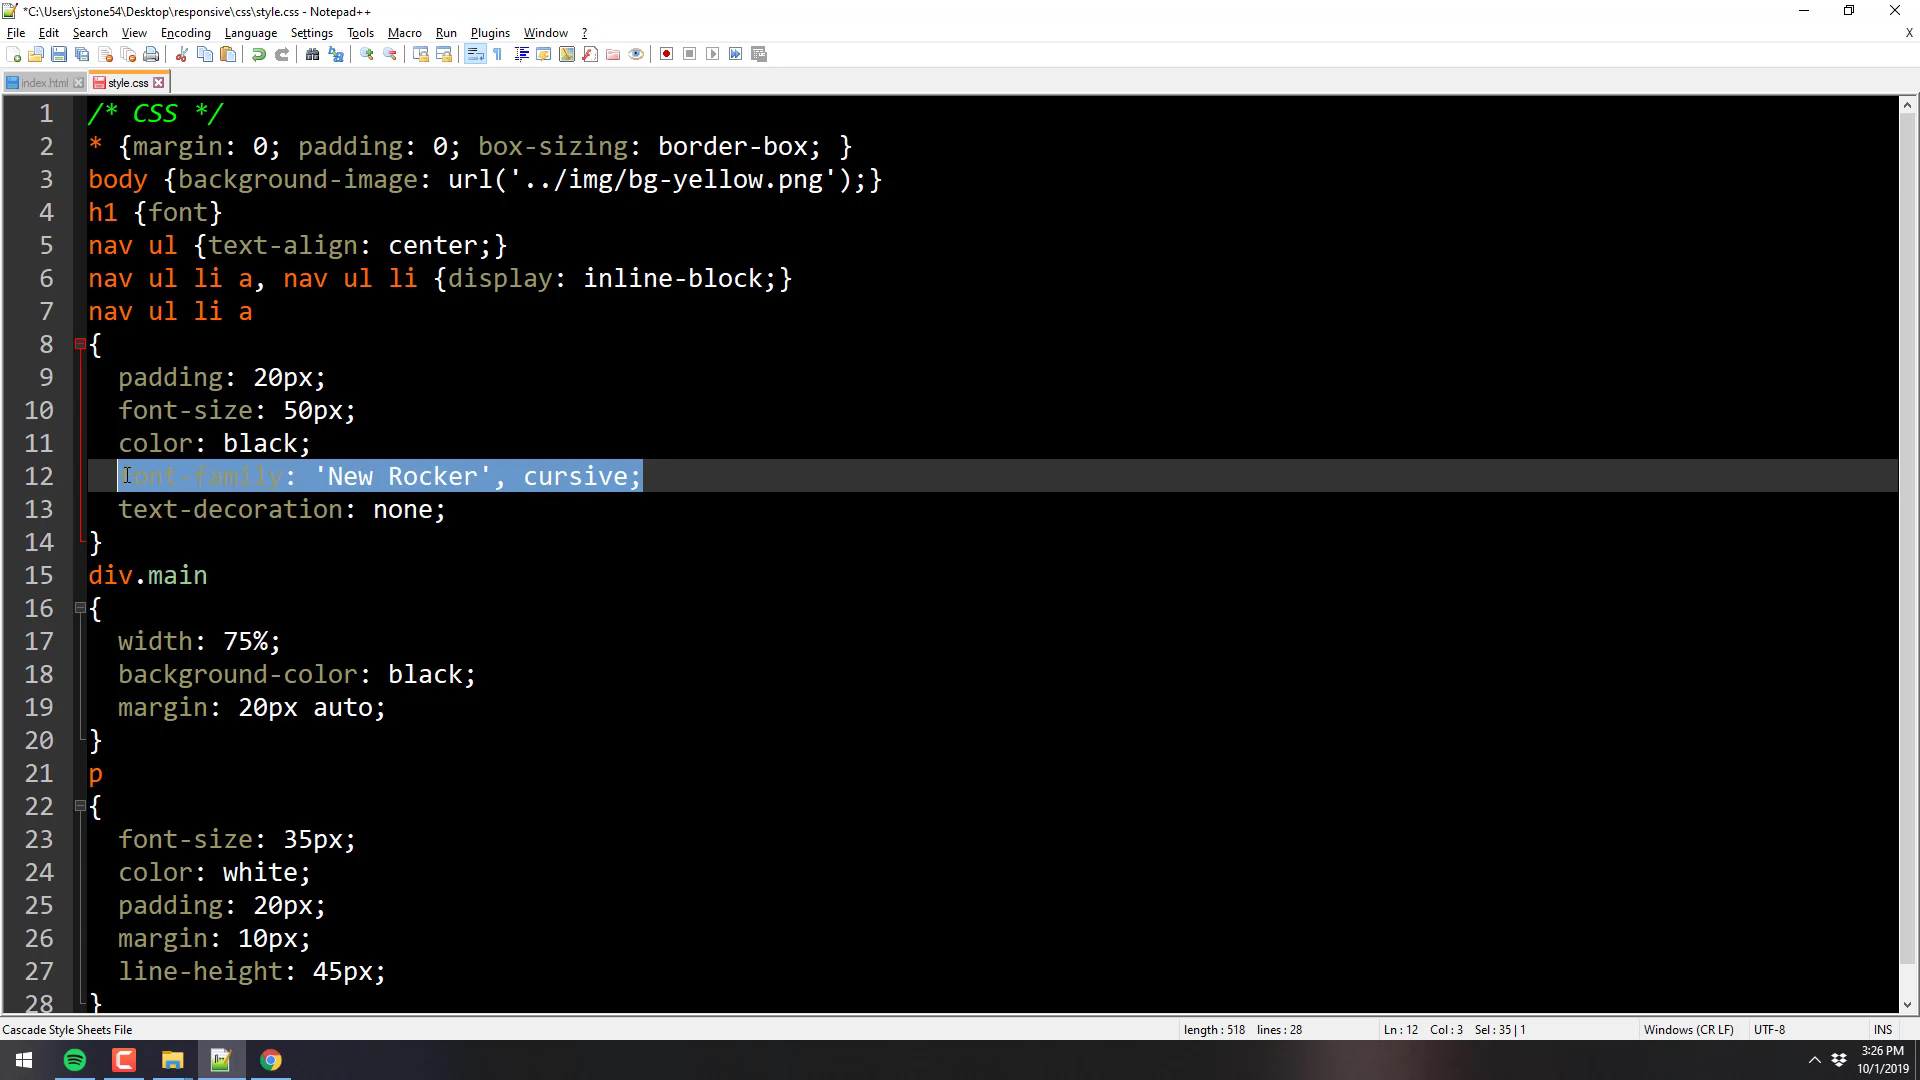 *C:\Users\jstone54\Desktop\responsive\css\style.css - Notepad++
File Edit Search View Encoding Language Settings Tools Macro Run Plugins Window ? X
index.html style.css
1 /* CSS */
2 * {margin: 0; padding: 0; box-sizing: border-box; }
3 body {background-image: url('../img/bg-yellow.png');}
4 h1 {font}
5 nav ul {text-align: center;}
6 nav ul li a, nav ul li {display: inline-block;}
7 nav ul li a
8 {
9 padding: 20px;
10 font-size: 50px;
11 color: black;
12 font-family: 'New Rocker', cursive;
13 text-decoration: none;
14 }
15 div.main
16 {
17 width: 75%;
18 background-color: black;
19 margin: 20px auto;
20 }
21 p
22 {
23 font-size: 35px;
24 color: white;
25 padding: 20px;
26 margin: 10px;
27 line-height: 45px;
28 }
Cascade Style Sheets File length : 518 lines : 28 Ln : 12 Col : 3 Sel : 35 | 1 Windows (CR LF) UTF-8 INS
3:26 PM
10/1/2019